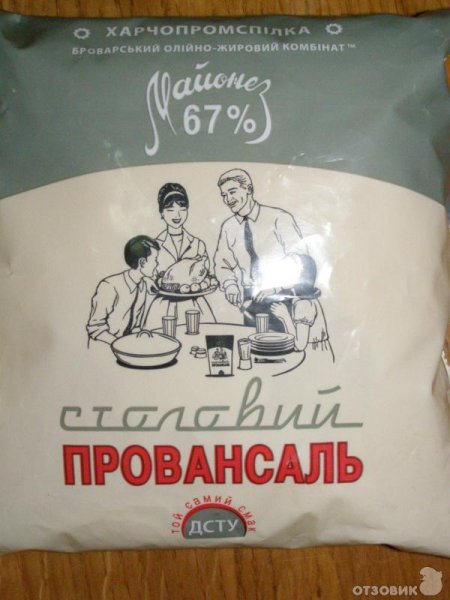 ХАРЧОПРОМСПІЛКА
БРОВАРСЬКИЙ ОЛІЙНО-ЖИРОВИЙ КОМБІНАТ™
Майонез
67%
столовий
ПРОВАНСАЛЬ
той самий смак
ДСТУ
ОТЗОВИК